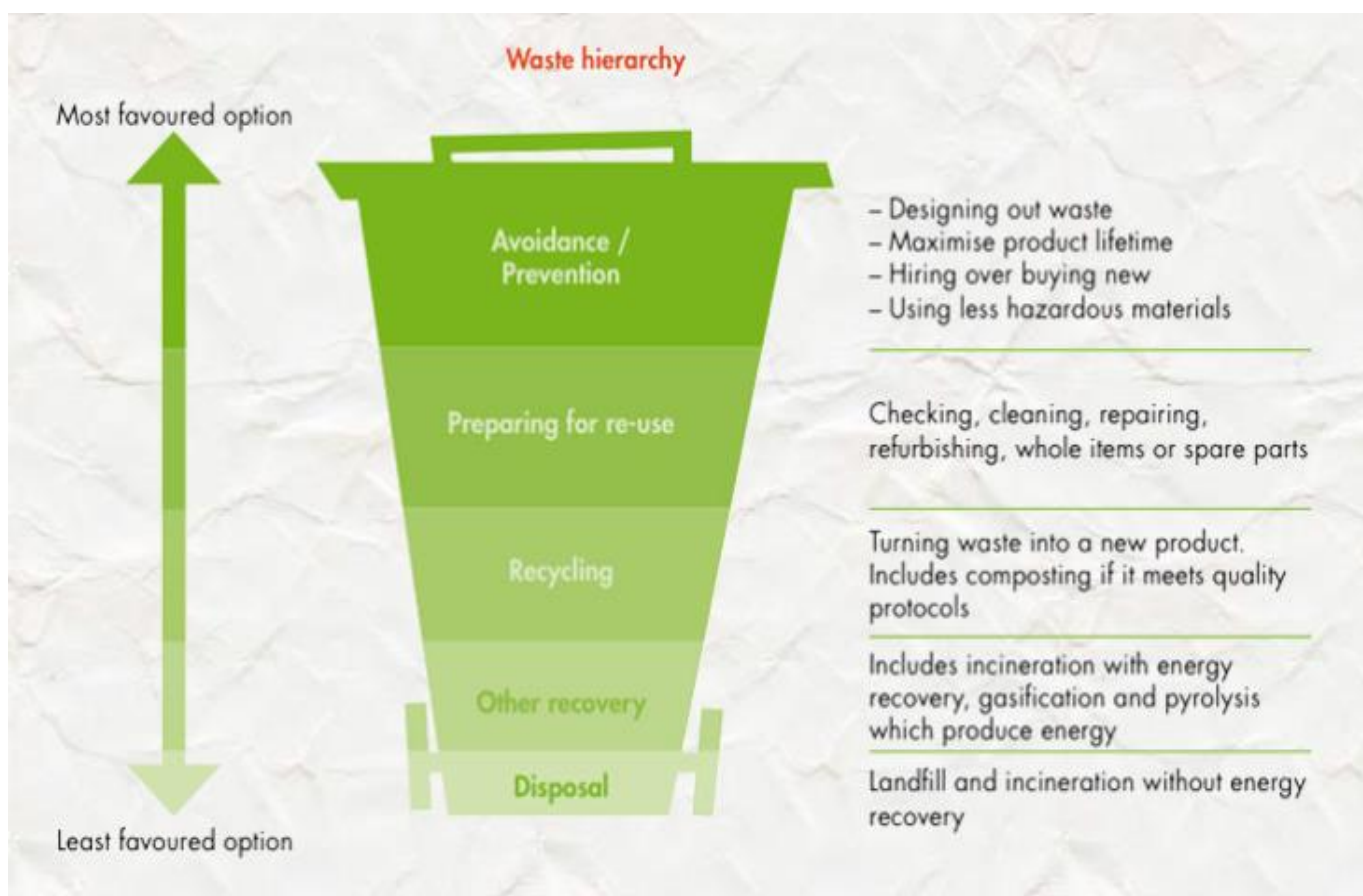 Waste hierarchy
Most favoured option
Avoidance /
Prevention
– Designing out waste
– Maximise product lifetime
– Hiring over buying new
– Using less hazardous materials
Preparing for re-use
Checking, cleaning, repairing,
refurbishing, whole items or spare parts
Recycling
Turning waste into a new product.
Includes composting if it meets quality
protocols
Other recovery
Includes incineration with energy
recovery, gasification and pyrolysis
which produce energy
Disposal
Landfill and incineration without energy
recovery
Least favoured option